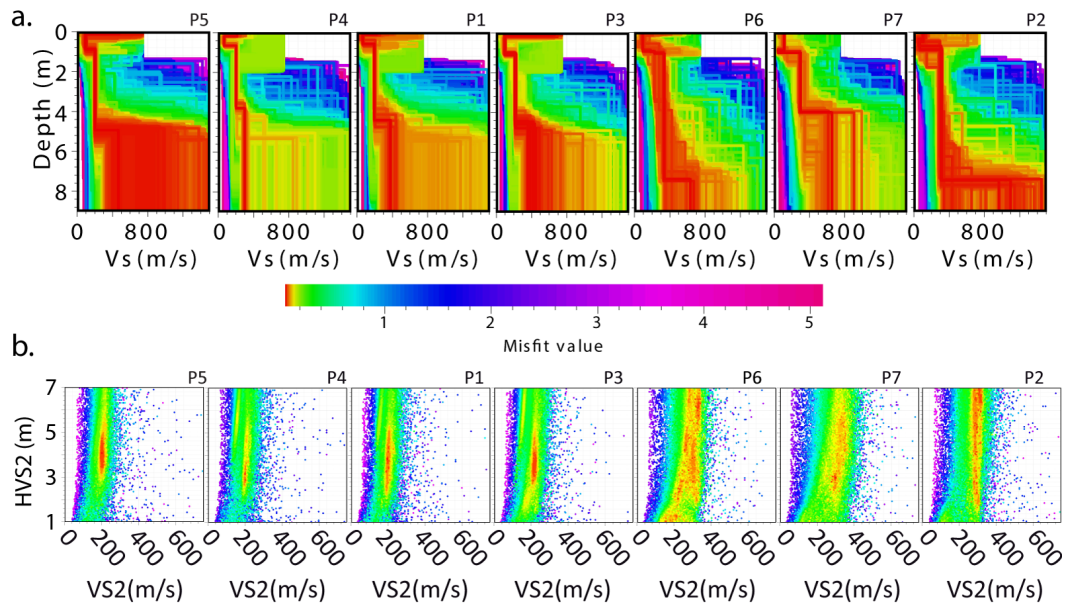 a.
P5 P4 P1 P3 P6 P7 P2
0
2
4
6
8
Depth (m)
0 800 0 800 0 800 0 800 0 800 0 800 0 800
Vs (m/s) Vs (m/s) Vs (m/s) Vs (m/s) Vs (m/s) Vs (m/s) Vs (m/s)
1 2 3 4 5
Misfit value
b.
P5 P4 P1 P3 P6 P7 P2
7
5
3
1
HVS2 (m)
0 200 400 600 0 200 400 600 0 200 400 600 0 200 400 600 0 200 400 600 0 200 400 600 0 200 400 600
VS2(m/s) VS2(m/s) VS2(m/s) VS2(m/s) VS2(m/s) VS2(m/s) VS2(m/s)